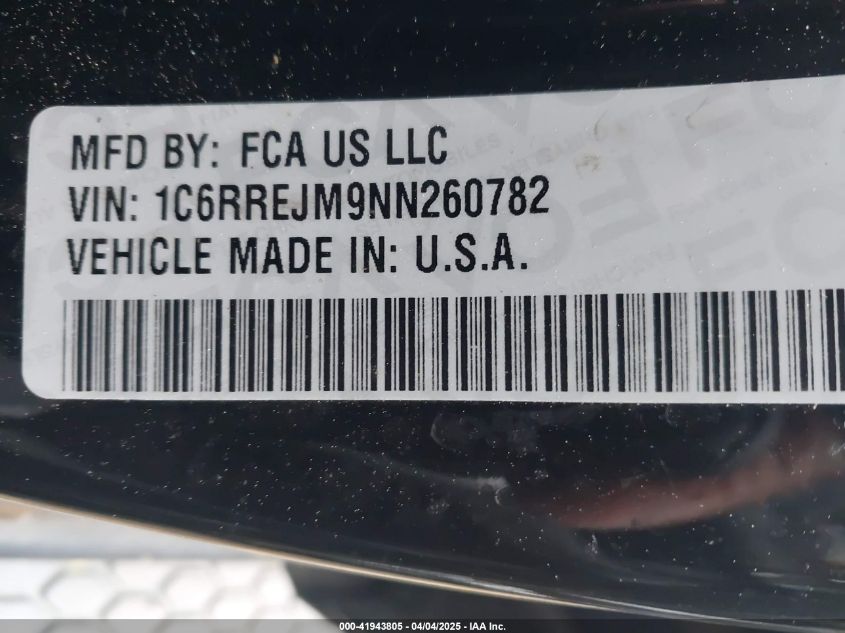 MFD BY: FCA US LLC
VIN: 1C6RREJM9NN260782
VEHICLE MADE IN: U.S.A.
000-41943805 - 04/04/2025 - IAA Inc.